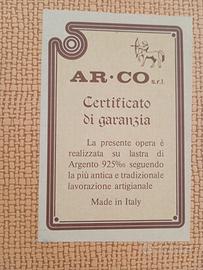 AR·CO s.r.l.
Certificato
di garanzia
La presente opera è
realizzata su lastra di
Argento 925‰ seguendo
la più antica e tradizionale
lavorazione artigianale
Made in Italy